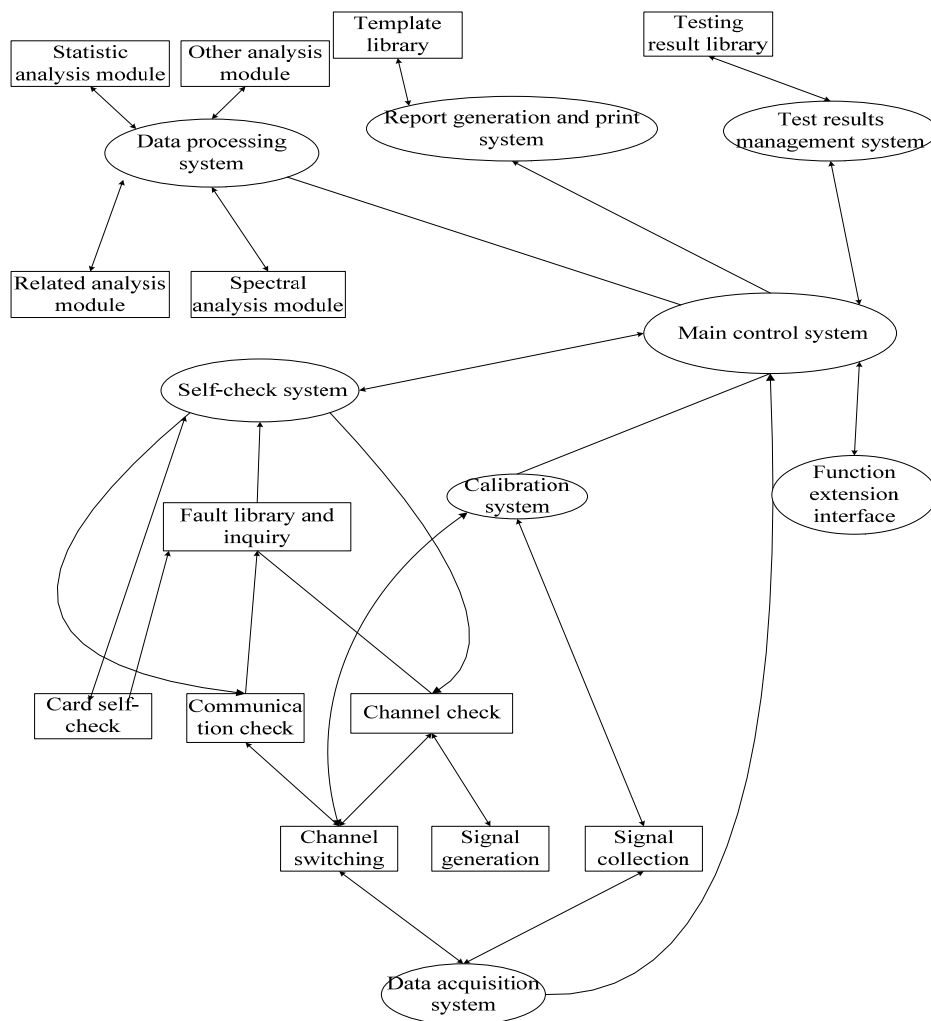 Statistic
analysis module
Other analysis
module
Template
library
Testing
result library
Data processing
system
Report generation and print
system
Test results
management system
Related analysis
module
Spectral
analysis module
Main control system
Self-check system
Calibration
system
Function
extension
interface
Fault library and
inquiry
Card self-
check
Communica
tion check
Channel check
Channel
switching
Signal
generation
Signal
collection
Data acquisition
system